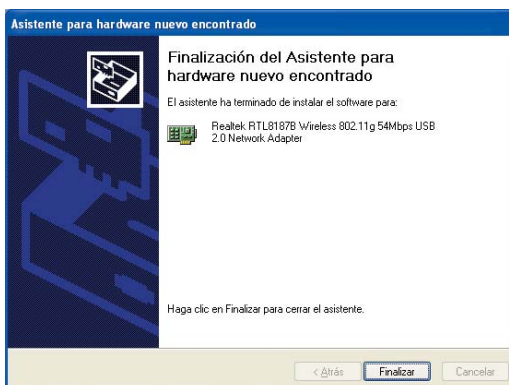 Asistente para hardware nuevo encontrado
Finalización del Asistente para
hardware nuevo encontrado
El asistente ha terminado de instalar el software para:
Realtek RTL8187B Wireless 802.11g 54Mbps USB
2.0 Network Adapter
Haga clic en Finalizar para cerrar el asistente.
< Atrás Finalizar Cancelar